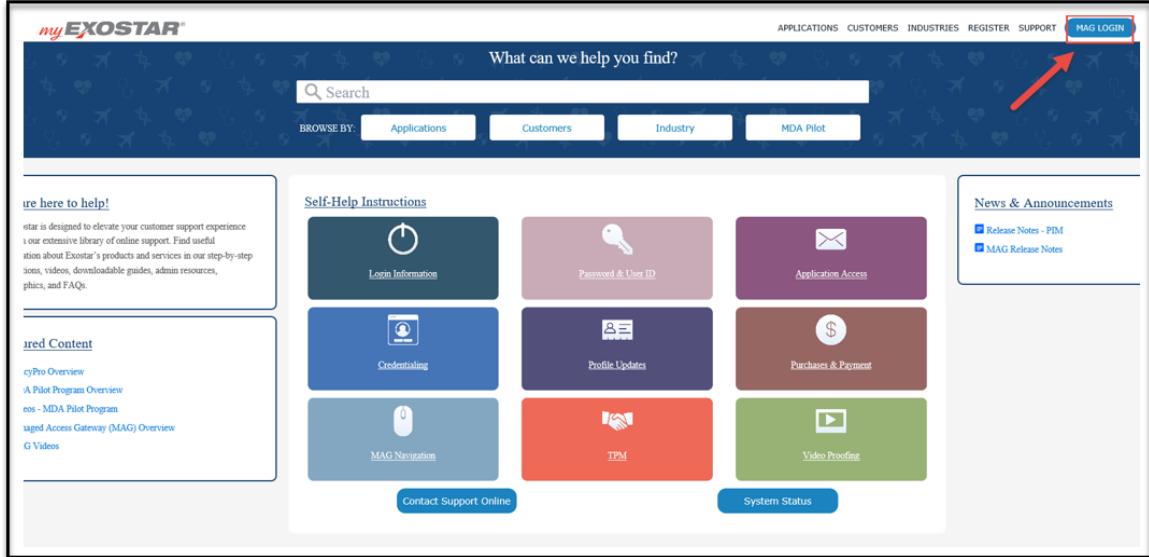 myEXOSTAR®
APPLICATIONS CUSTOMERS INDUSTRIES REGISTER SUPPORT MAG LOGIN
What can we help you find?
Search
BROWSE BY: Applications Customers Industry MDA Pilot
are here to help!
ostar is designed to elevate your customer support experience
our extensive library of online support. Find useful
ation about Exostar's products and services in our step-by-step
tions, videos, downloadable guides, admin resources,
phics, and FAQs.
ured Content
cyPro Overview
A Pilot Program Overview
eos - MDA Pilot Program
naged Access Gateway (MAG) Overview
G Videos
Self-Help Instructions
Login Information
Password & User ID
Application Access
Credentialing
Profile Updates
Purchases & Payment
MAG Navigation
TPM
Video Proofing
Contact Support Online
System Status
News & Announcements
Release Notes - PIM
MAG Release Notes